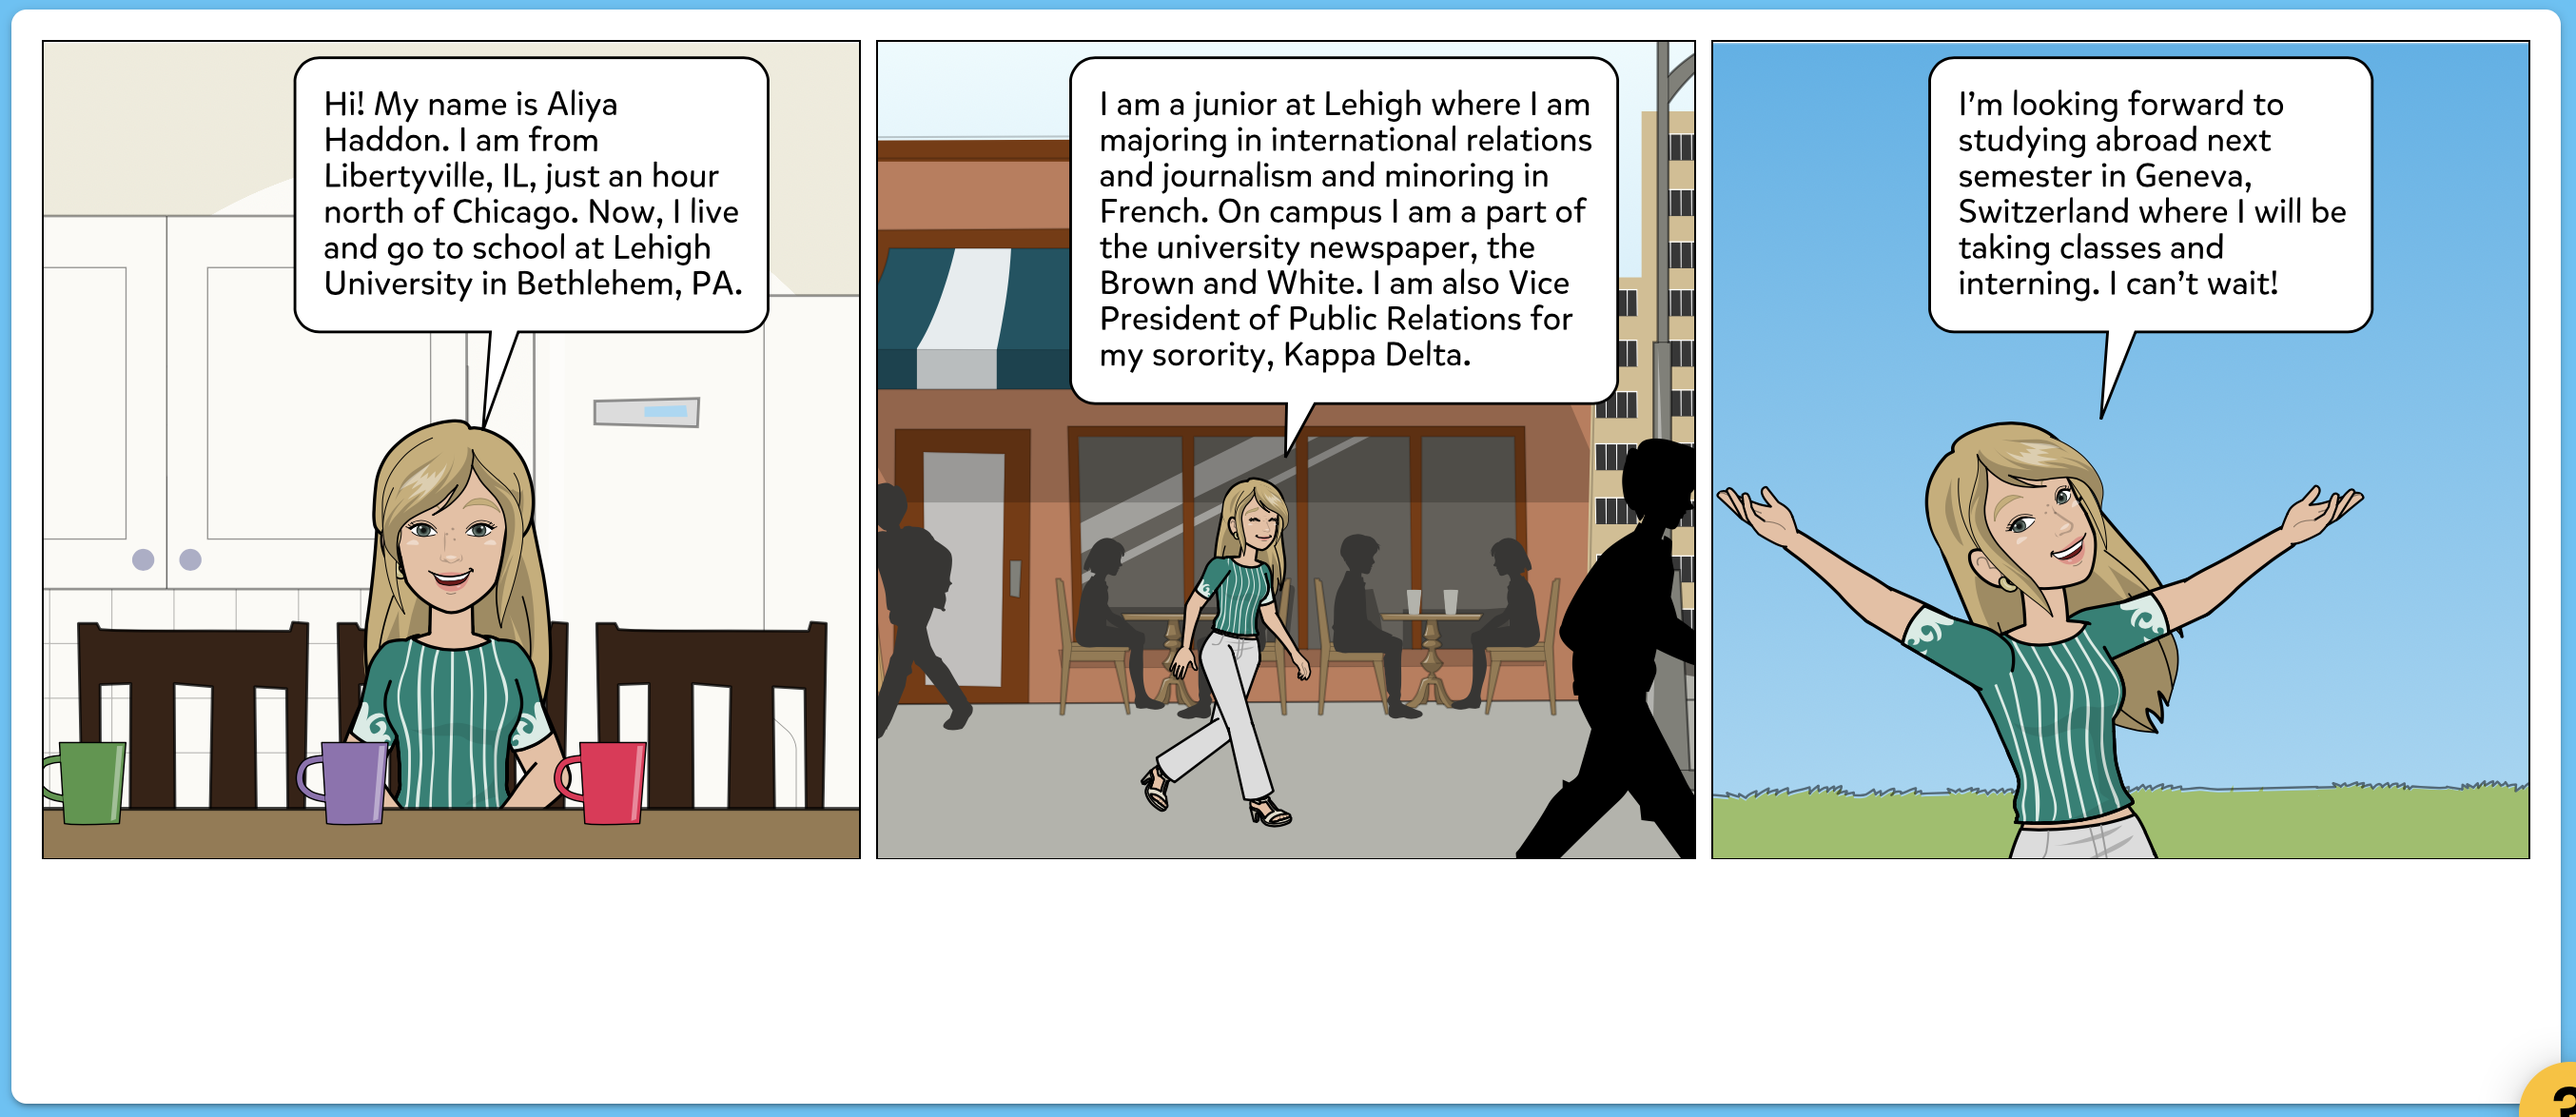 Hi! My name is Aliya
Haddon. I am from
Libertyville, IL, just an hour
north of Chicago. Now, I live
and go to school at Lehigh
University in Bethlehem, PA.
I am a junior at Lehigh where I am
majoring in international relations
and journalism and minoring in
French. On campus I am a part of
the university newspaper, the
Brown and White. I am also Vice
President of Public Relations for
my sorority, Kappa Delta.
I’m looking forward to
studying abroad next
semester in Geneva,
Switzerland where I will be
taking classes and
interning. I can’t wait!
?